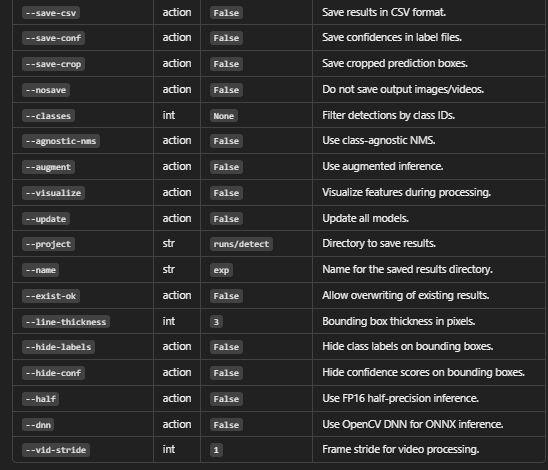 --save-csv action False Save results in CSV format.
--save-conf action False Save confidences in label files.
--save-crop action False Save cropped prediction boxes.
--nosave action False Do not save output images/videos.
--classes int None Filter detections by class IDs.
--agnostic-nms action False Use class-agnostic NMS.
--augment action False Use augmented inference.
--visualize action False Visualize features during processing.
--update action False Update all models.
--project str runs/detect Directory to save results.
--name str exp Name for the saved results directory.
--exist-ok action False Allow overwriting of existing results.
--line-thickness int 3 Bounding box thickness in pixels.
--hide-labels action False Hide class labels on bounding boxes.
--hide-conf action False Hide confidence scores on bounding boxes.
--half action False Use FP16 half-precision inference.
--dnn action False Use OpenCV DNN for ONNX inference.
--vid-stride int 1 Frame stride for video processing.